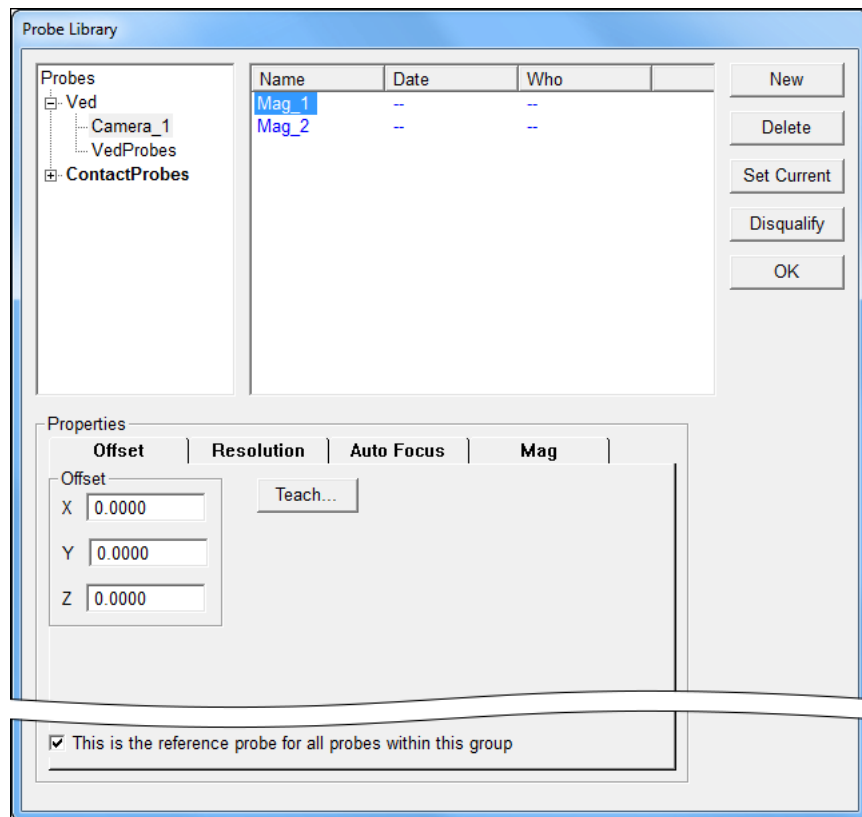 Probe Library
Probes
Ved
Camera_1
VedProbes
ContactProbes
Name Date Who
Mag_1 -- --
Mag_2 -- --
New
Delete
Set Current
Disqualify
OK
Properties
Offset Resolution Auto Focus Mag
Offset
X 0.0000
Y 0.0000
Z 0.0000
Teach...
This is the reference probe for all probes within this group